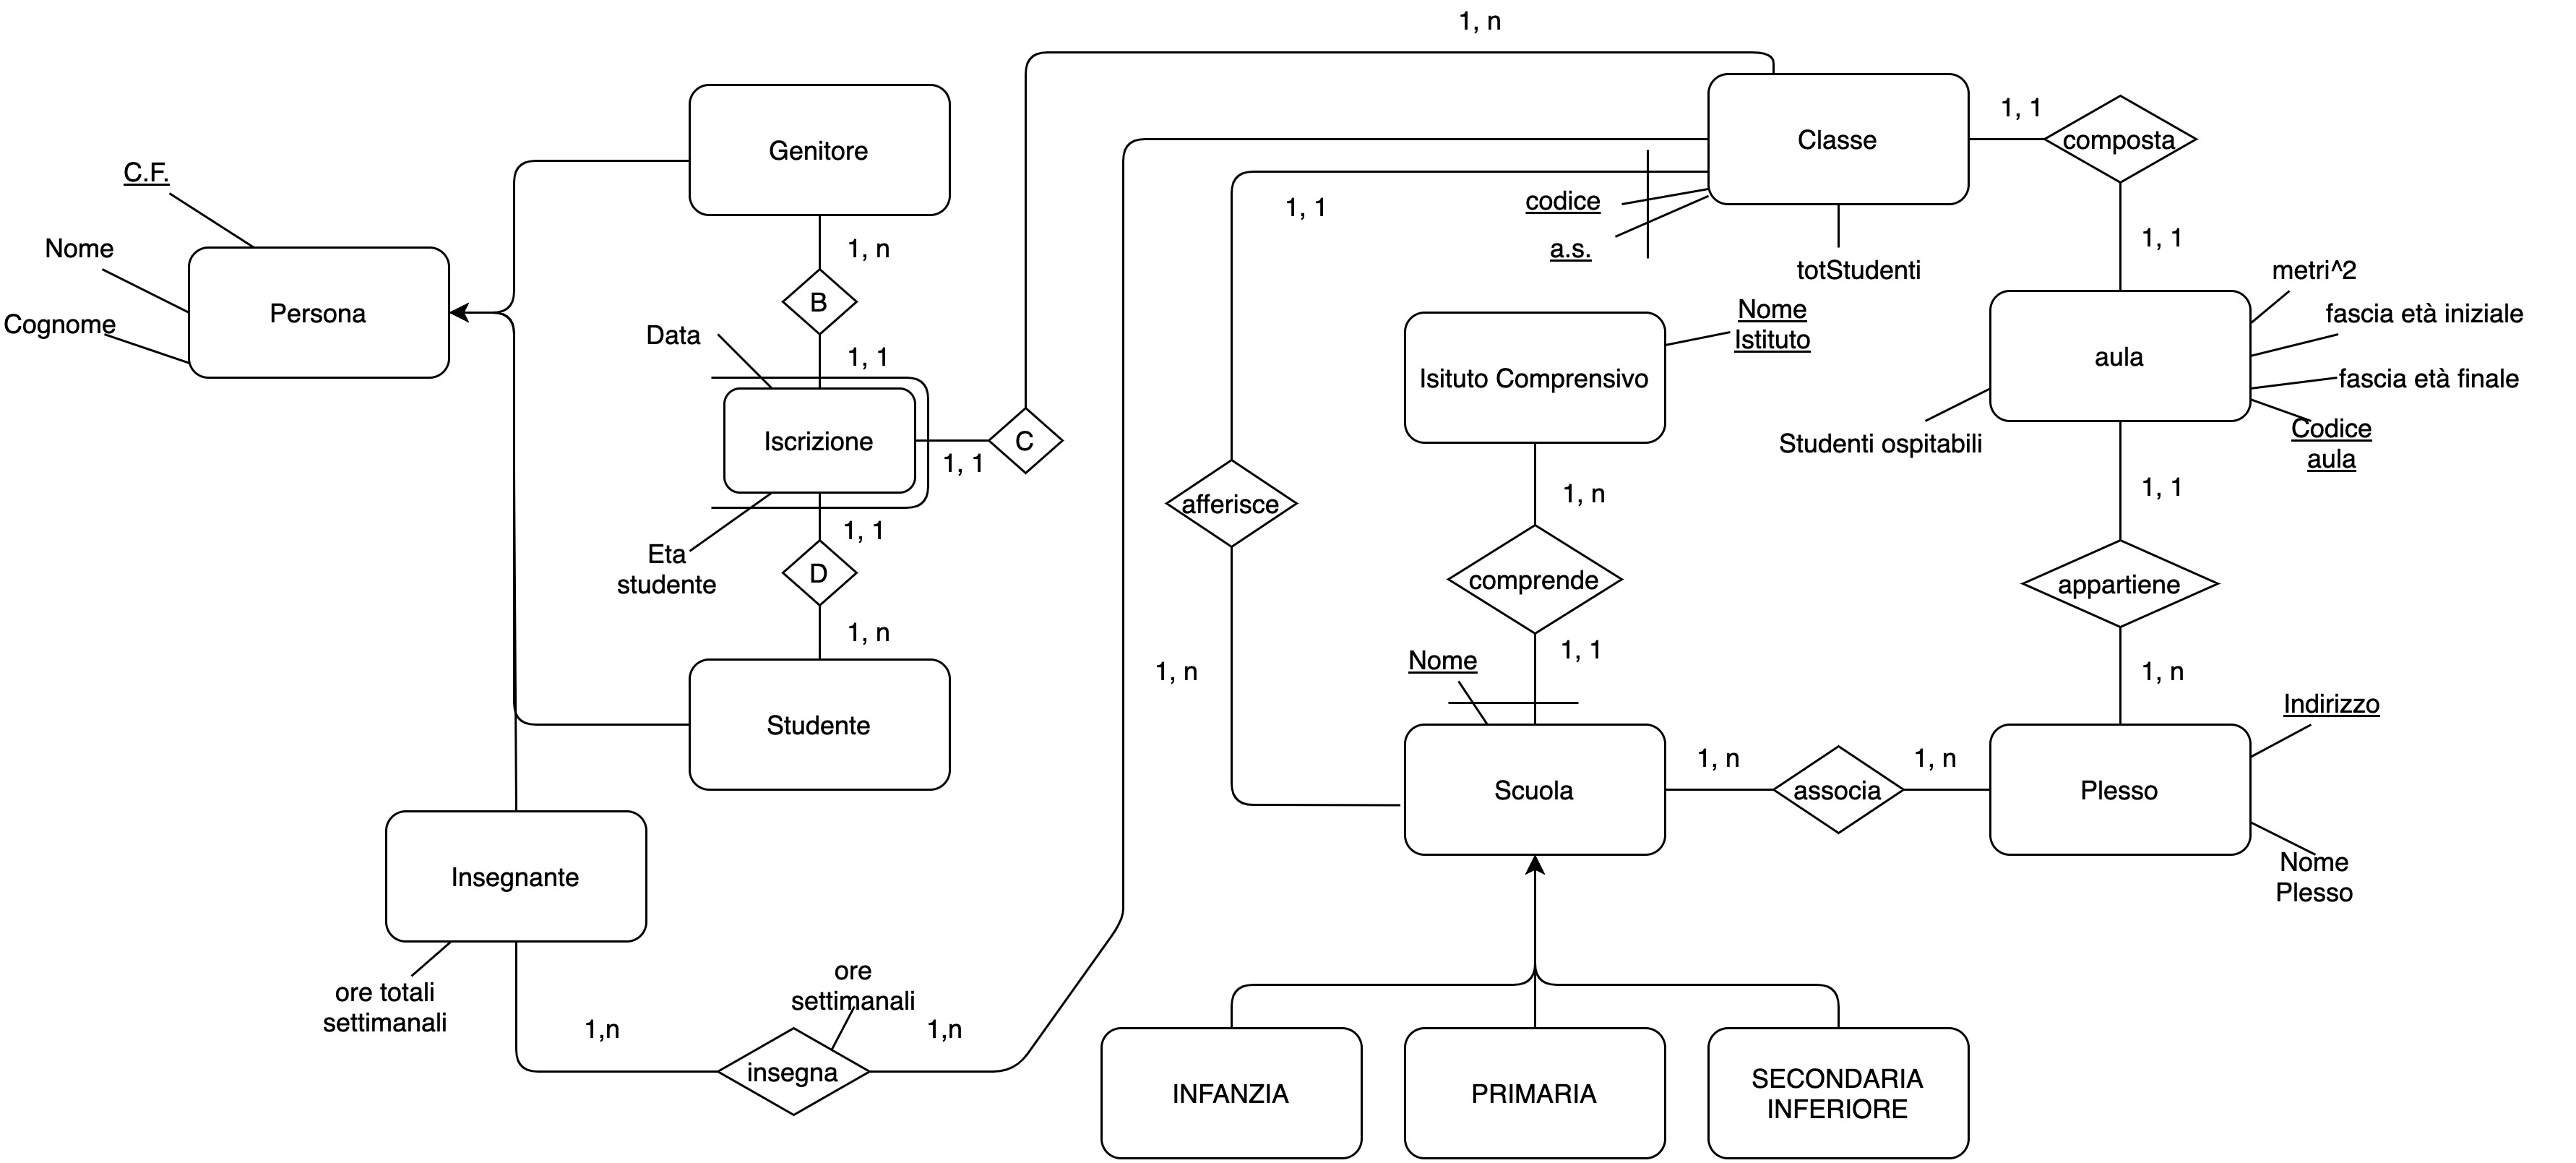 1, n
Genitore
Classe
1, 1
composta
C.F.
codice
1, 1
a.s.
Nome
1, n
1, 1
totStudenti
metri^2
B
Persona
Nome
Istituto
fascia età iniziale
Cognome
Data
1, 1
aula
Isituto Comprensivo
fascia età finale
Iscrizione
C
1, 1
Studenti ospitabili
Codice
aula
1, n
1, 1
afferisce
1, 1
Eta
studente
D
comprende
appartiene
1, n
1, 1
Nome
1, n
1, n
Indirizzo
Studente
1, n
1, n
Scuola
associa
Plesso
Insegnante
Nome
Plesso
ore totali
settimanali
ore
settimanali
1,n
1,n
insegna
INFANZIA
PRIMARIA
SECONDARIA
INFERIORE